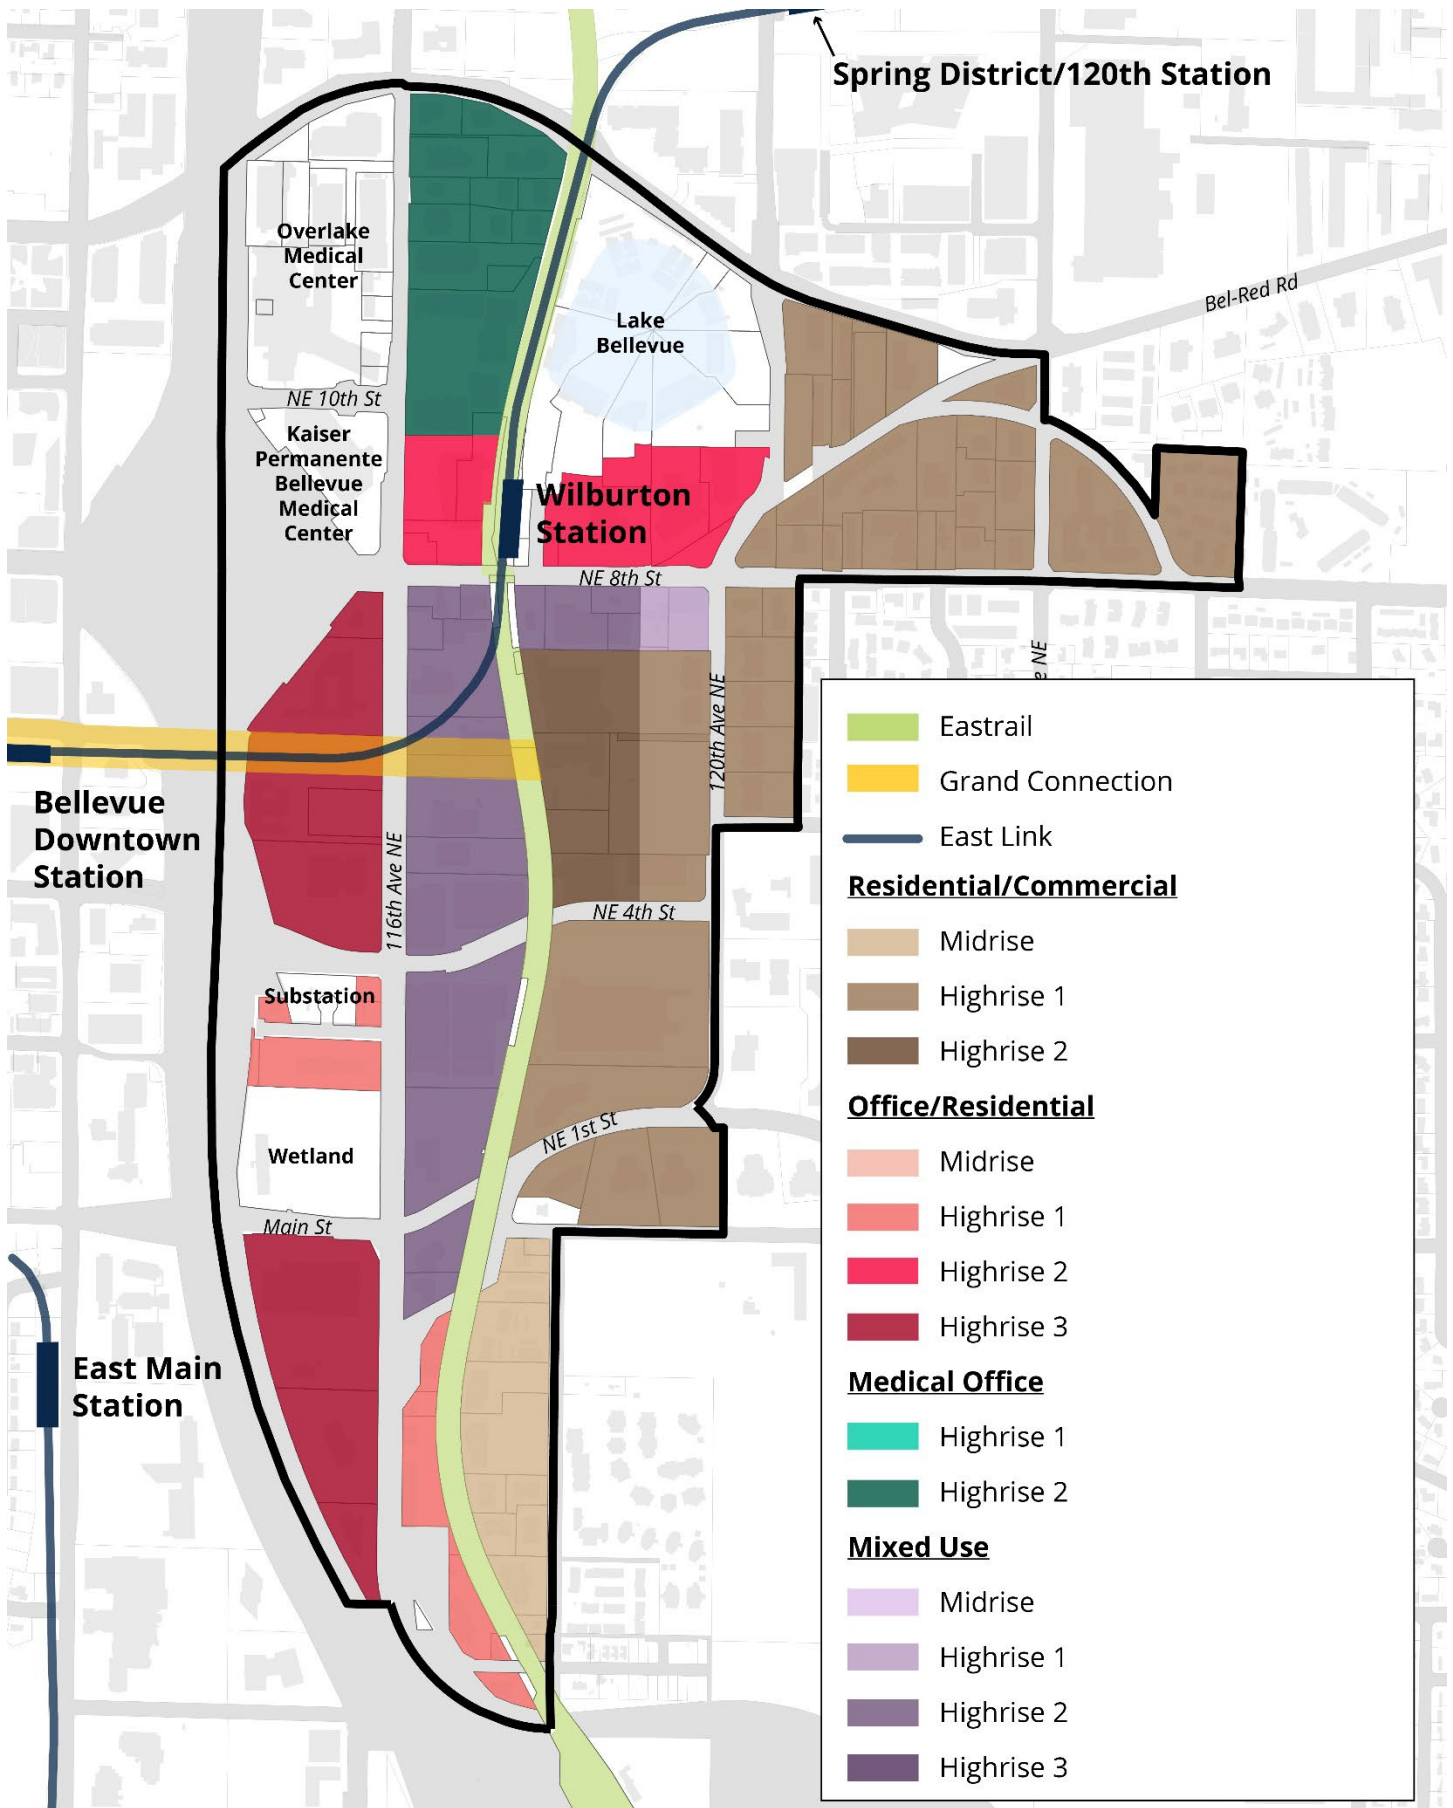 Spring District/120th Station
Bel-Red Rd
Overlake
Medical
Center
Lake
Bellevue
NE 10th St
Kaiser
Permanente
Bellevue
Medical
Center
Wilburton
Station
NE 8th St
e NE
120th Ave NE
Bellevue
Downtown
Station
116th Ave NE
NE 4th St
Substation
NE 1st St
Wetland
Main St
East Main
Station
Eastrail
Grand Connection
East Link
Residential/Commercial
Midrise
Highrise 1
Highrise 2
Office/Residential
Midrise
Highrise 1
Highrise 2
Highrise 3
Medical Office
Highrise 1
Highrise 2
Mixed Use
Midrise
Highrise 1
Highrise 2
Highrise 3